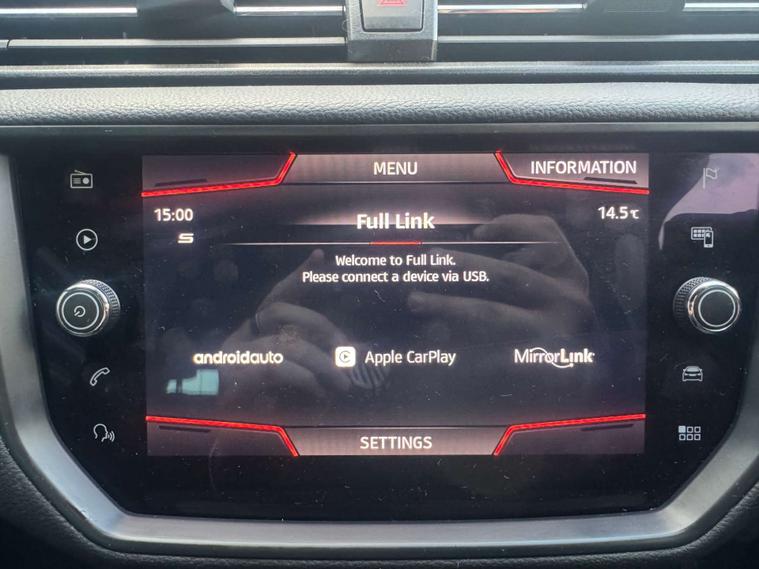 MENU
INFORMATION
15:00
Full Link
14.5°C
Welcome to Full Link.
Please connect a device via USB.
androidauto
Apple CarPlay
MirrorLink
SETTINGS